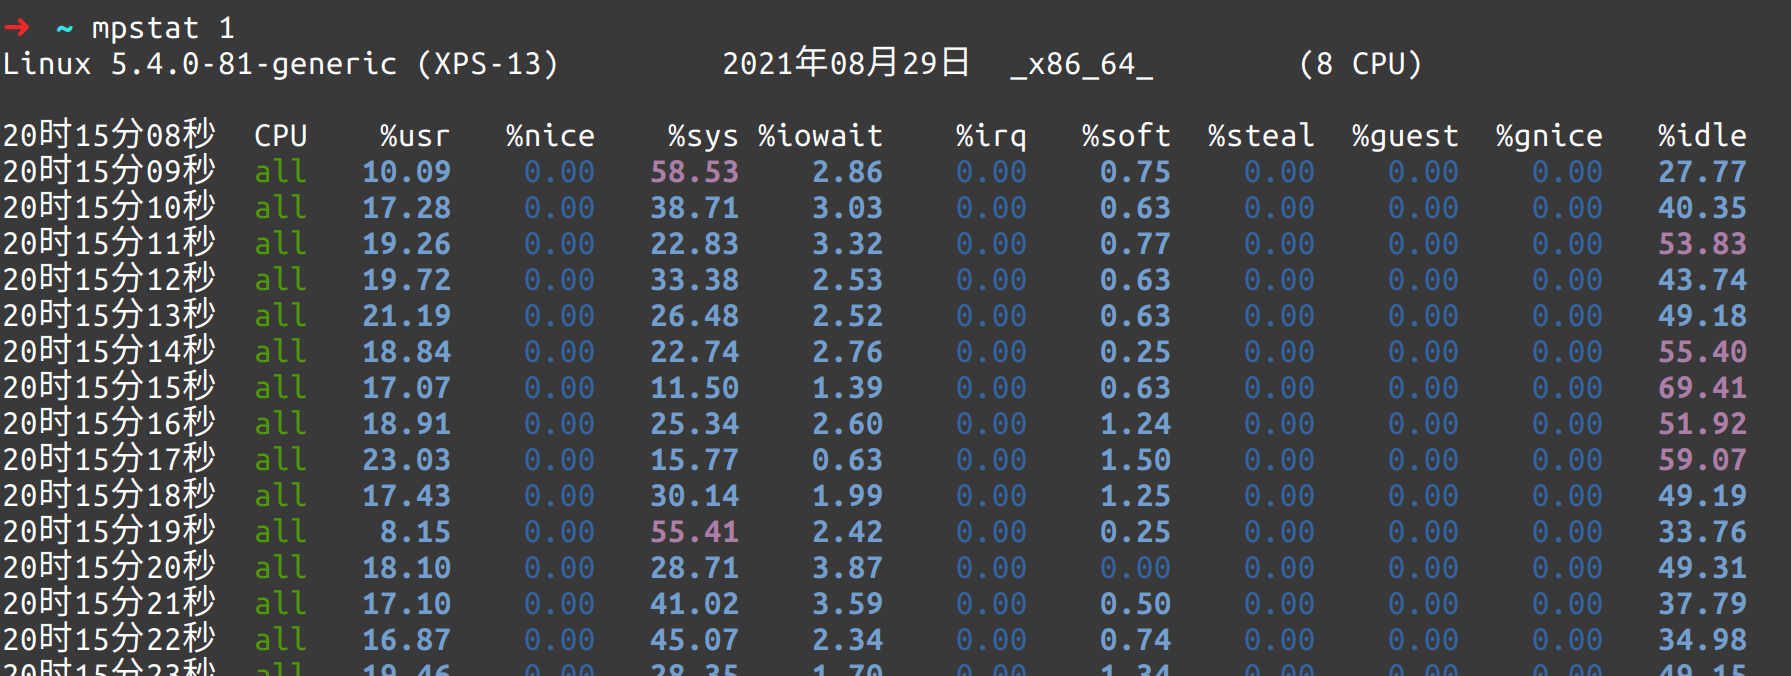 ➜ ~ mpstat 1
Linux 5.4.0-81-generic (XPS-13) 2021年08月29日 _x86_64_ (8 CPU)
20时15分08秒 CPU %usr %nice %sys %iowait %irq %soft %steal %guest %gnice %idle
20时15分09秒 all 10.09 0.00 58.53 2.86 0.00 0.75 0.00 0.00 0.00 27.77
20时15分10秒 all 17.28 0.00 38.71 3.03 0.00 0.63 0.00 0.00 0.00 40.35
20时15分11秒 all 19.26 0.00 22.83 3.32 0.00 0.77 0.00 0.00 0.00 53.83
20时15分12秒 all 19.72 0.00 33.38 2.53 0.00 0.63 0.00 0.00 0.00 43.74
20时15分13秒 all 21.19 0.00 26.48 2.52 0.00 0.63 0.00 0.00 0.00 49.18
20时15分14秒 all 18.84 0.00 22.74 2.76 0.00 0.25 0.00 0.00 0.00 55.40
20时15分15秒 all 17.07 0.00 11.50 1.39 0.00 0.63 0.00 0.00 0.00 69.41
20时15分16秒 all 18.91 0.00 25.34 2.60 0.00 1.24 0.00 0.00 0.00 51.92
20时15分17秒 all 23.03 0.00 15.77 0.63 0.00 1.50 0.00 0.00 0.00 59.07
20时15分18秒 all 17.43 0.00 30.14 1.99 0.00 1.25 0.00 0.00 0.00 49.19
20时15分19秒 all 8.15 0.00 55.41 2.42 0.00 0.25 0.00 0.00 0.00 33.76
20时15分20秒 all 18.10 0.00 28.71 3.87 0.00 0.00 0.00 0.00 0.00 49.31
20时15分21秒 all 17.10 0.00 41.02 3.59 0.00 0.50 0.00 0.00 0.00 37.79
20时15分22秒 all 16.87 0.00 45.07 2.34 0.00 0.74 0.00 0.00 0.00 34.98
20时15分23秒 all 19.46 0.00 28.35 1.70 0.00 1.34 0.00 0.00 0.00 49.15